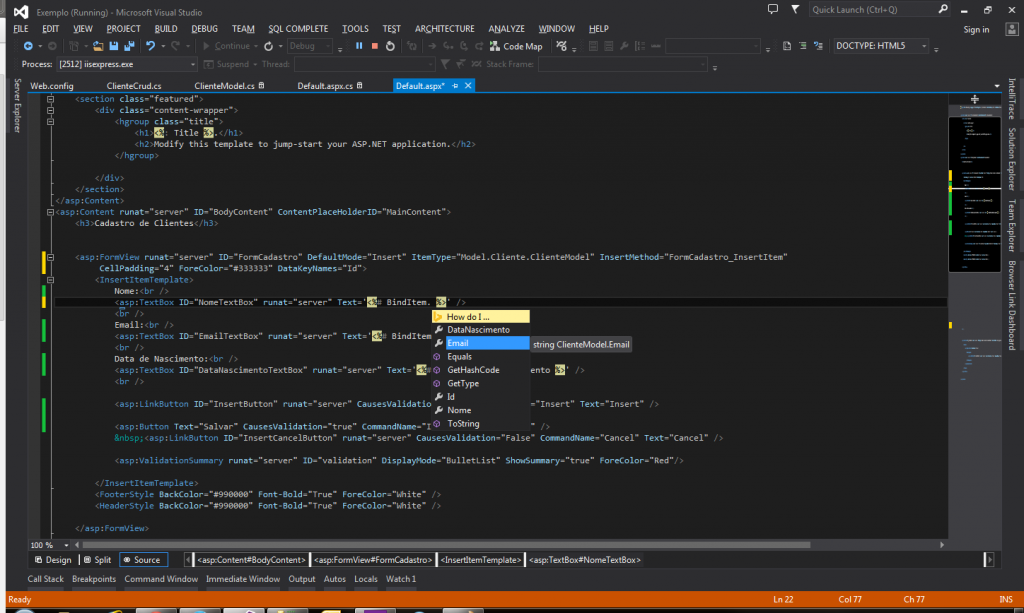 Exemplo (Running) - Microsoft Visual Studio
Quick Launch (Ctrl+Q)
FILE EDIT VIEW PROJECT BUILD DEBUG TEAM SQL COMPLETE TOOLS TEST ARCHITECTURE ANALYZE WINDOW HELP
Sign in
Continue Debug Code Map DOCTYPE: HTML5
Process: [2512] iisexpress.exe Suspend Thread: Stack Frame:
Web.config ClienteCrud.cs ClienteModel.cs Default.aspx.cs Default.aspx*
Server Explorer
<section class="featured">
<div class="content-wrapper">
<hgroup class="title">
<h1><%: Title %>.</h1>
<h2>Modify this template to jump-start your ASP.NET application.</h2>
</hgroup>
</div>
</section>
</asp:Content>
<asp:Content runat="server" ID="BodyContent" ContentPlaceHolderID="MainContent">
<h3>Cadastro de Clientes</h3>
<asp:FormView runat="server" ID="FormCadastro" DefaultMode="Insert" ItemType="Model.Cliente.ClienteModel" InsertMethod="FormCadastro_InsertItem"
CellPadding="4" ForeColor="#333333" DataKeyNames="Id">
<InsertItemTemplate>
Nome:<br />
<asp:TextBox ID="NomeTextBox" runat="server" Text='<%# BindItem. %>' />
<br />
Email:<br />
<asp:TextBox ID="EmailTextBox" runat="server" Text='<%# BindItem
<br />
Data de Nascimento:<br />
<asp:TextBox ID="DataNascimentoTextBox" runat="server" Text='<%# ento %>' />
<br />
<asp:LinkButton ID="InsertButton" runat="server" CausesValidation ="Insert" Text="Insert" />
<asp:Button Text="Salvar" CausesValidation="true" CommandName="I " />
&nbsp;<asp:LinkButton ID="InsertCancelButton" runat="server" CausesValidation="False" CommandName="Cancel" Text="Cancel" />
<asp:ValidationSummary runat="server" ID="validation" DisplayMode="BulletList" ShowSummary="true" ForeColor="Red"/>
</InsertItemTemplate>
<FooterStyle BackColor="#990000" Font-Bold="True" ForeColor="White" />
<HeaderStyle BackColor="#990000" Font-Bold="True" ForeColor="White" />
</asp:FormView>
How do I ...
DataNascimento
Email
string ClienteModel.Email
Equals
GetHashCode
GetType
Id
Nome
ToString
IntelliTrace
Solution Explorer
Team Explorer
Browser Link Dashboard
100 %
Design Split Source <asp:Content#BodyContent> <asp:FormView#FormCadastro> <InsertItemTemplate> <asp:TextBox#NomeTextBox>
Call Stack Breakpoints Command Window Immediate Window Output Autos Locals Watch 1
Ready Ln 22 Col 77 Ch 77 INS